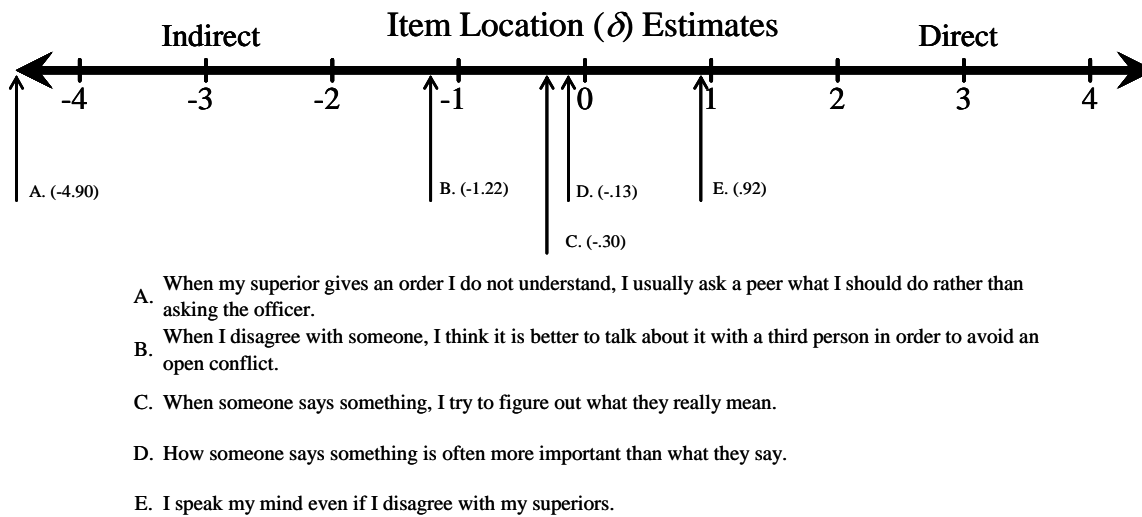 Item Location (δ) Estimates
Indirect
Direct
-4 -3 -2 -1 0 1 2 3 4
A. (-4.90)
B. (-1.22)
D. (-.13)
E. (.92)
C. (-.30)
A. When my superior gives an order I do not understand, I usually ask a peer what I should do rather than
asking the officer.
B. When I disagree with someone, I think it is better to talk about it with a third person in order to avoid an
open conflict.
C. When someone says something, I try to figure out what they really mean.
D. How someone says something is often more important than what they say.
E. I speak my mind even if I disagree with my superiors.